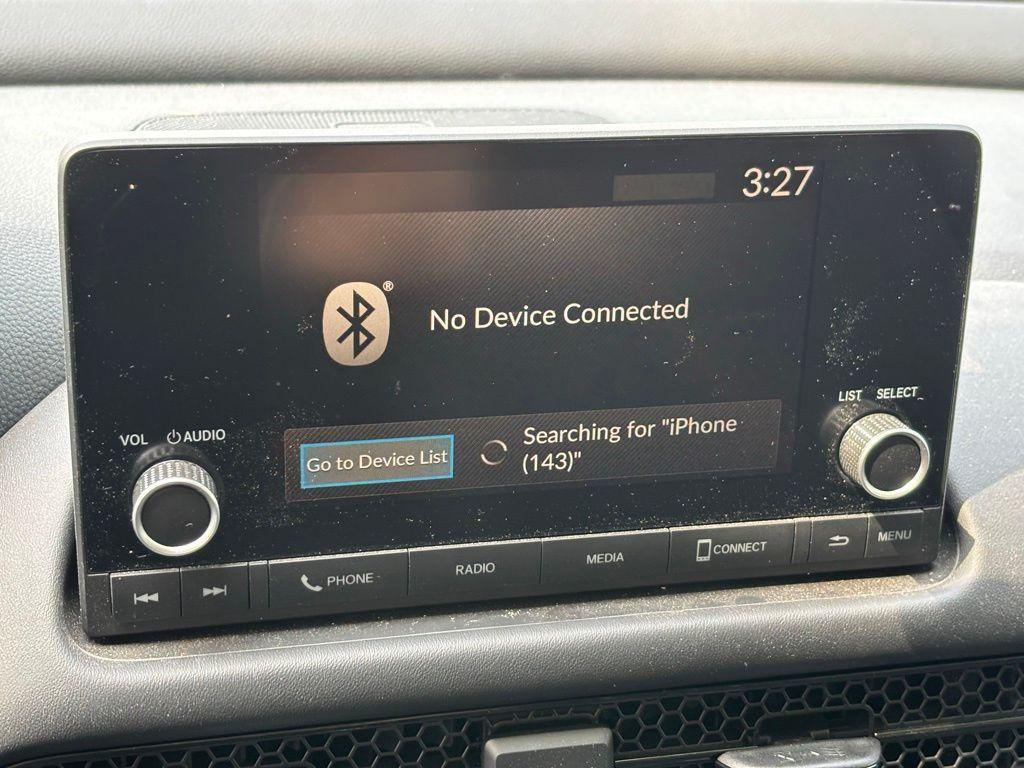 3:27
®
No Device Connected
LIST SELECT
VOL AUDIO
Go to Device List
Searching for "iPhone
(143)"
PHONE
RADIO
MEDIA
CONNECT
MENU